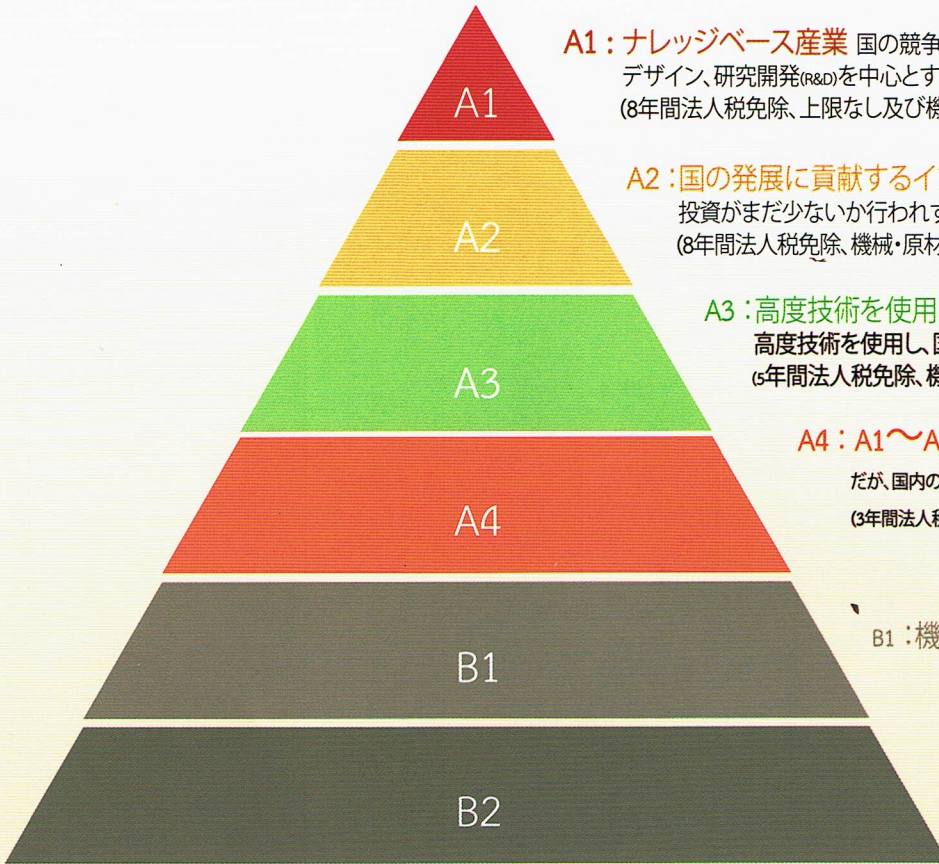 A1 : ナレッジベース産業 国の競争
デザイン、研究開発(R&D)を中心とす
(8年間法人税免除、上限なし及び機
A2 : 国の発展に貢献するイ
投資がまだ少ないか行われす
(8年間法人税免除、機械・原材
A3 : 高度技術を使用
高度技術を使用し、国
(5年間法人税免除、機
A4 : A1～A
だが、国内の
(3年間法人税
B1 : 機
A1
A2
A3
A4
B1
B2